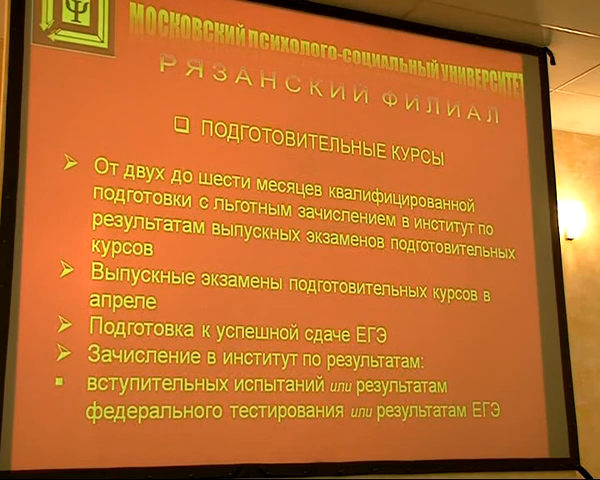 Ψ
МОСКОВСКИЙ ПСИХОЛОГО-СОЦИАЛЬНЫЙ УНИВЕРСИТЕТ
РЯЗАНСКИЙ ФИЛИАЛ
ПОДГОТОВИТЕЛЬНЫЕ КУРСЫ
От двух до шести месяцев квалифицированной
подготовки с льготным зачислением в институт по
результатам выпускных экзаменов подготовительных
курсов
Выпускные экзамены подготовительных курсов в
апреле
Подготовка к успешной сдаче ЕГЭ
Зачисление в институт по результатам:
вступительных испытаний или результатам
федерального тестирования или результатам ЕГЭ